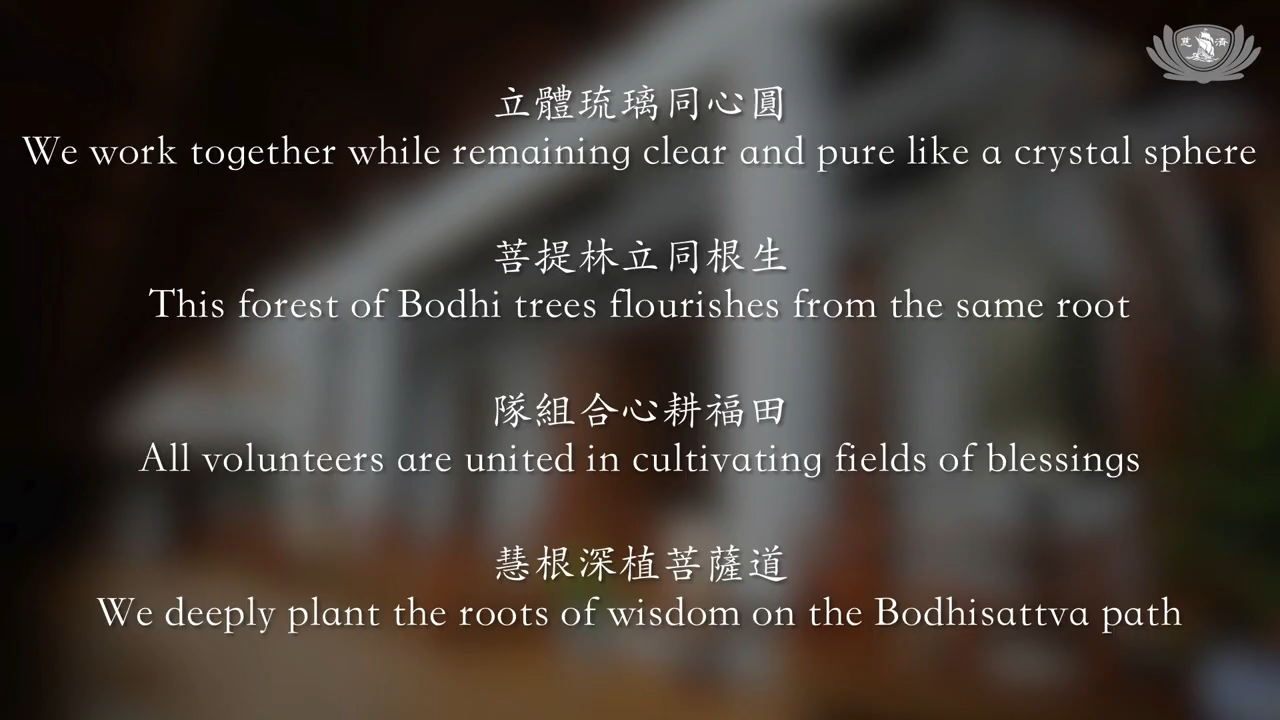 慈濟
立體琉璃同心圓
We work together while remaining clear and pure like a crystal sphere
菩提林立同根生
This forest of Bodhi trees flourishes from the same root
隊組合心耕福田
All volunteers are united in cultivating fields of blessings
慧根深植菩薩道
We deeply plant the roots of wisdom on the Bodhisattva path